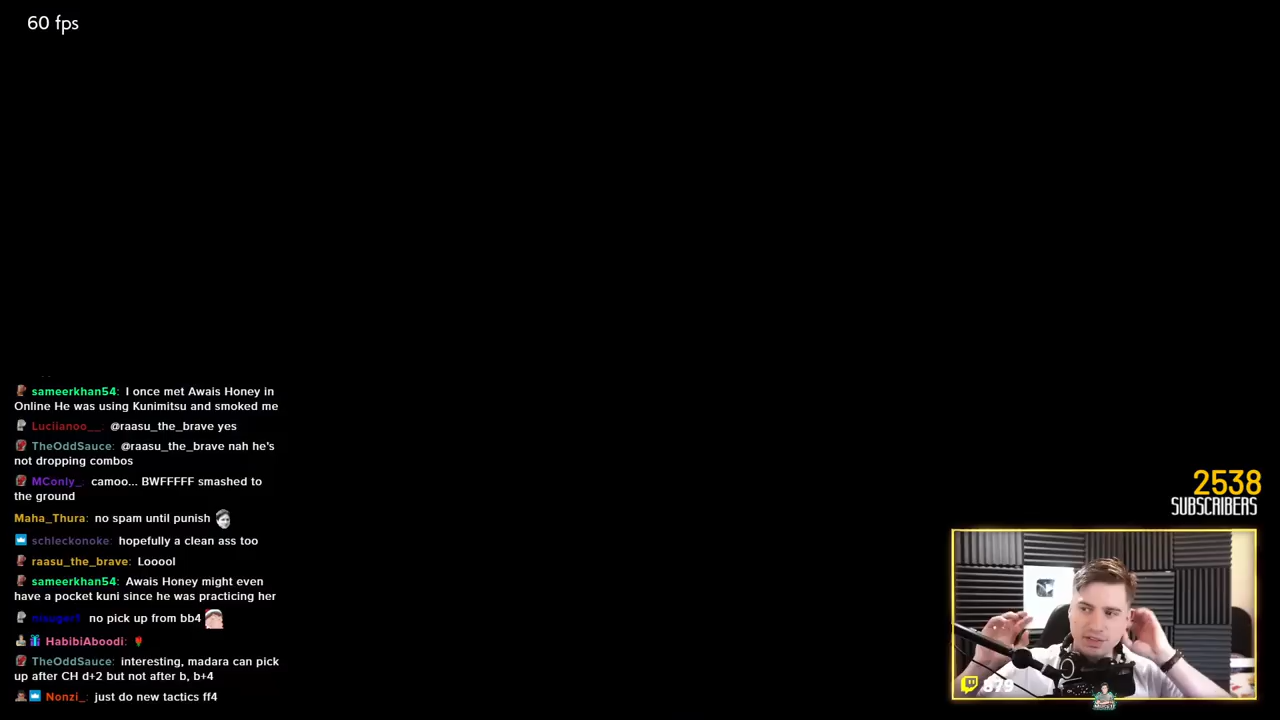 60 fps
sameerkhan54: I once met Awais Honey in
Online He was using Kunimitsu and smoked me
Luciianoo__: @raasu_the_brave yes
TheOddSauce: @raasu_the_brave nah he's
not dropping combos
MConly_: camoo... BWFFFFF smashed to
the ground
Maha_Thura: no spam until punish
schleckonoke: hopefully a clean ass too
raasu_the_brave: Looool
sameerkhan54: Awais Honey might even
have a pocket kuni since he was practicing her
no pick up from bb4
HabibiAboodi:
TheOddSauce: interesting, madara can pick
up after CH d+2 but not after b, b+4
Nonzi_: just do new tactics ff4
2538
SUBSCRIBERS
879